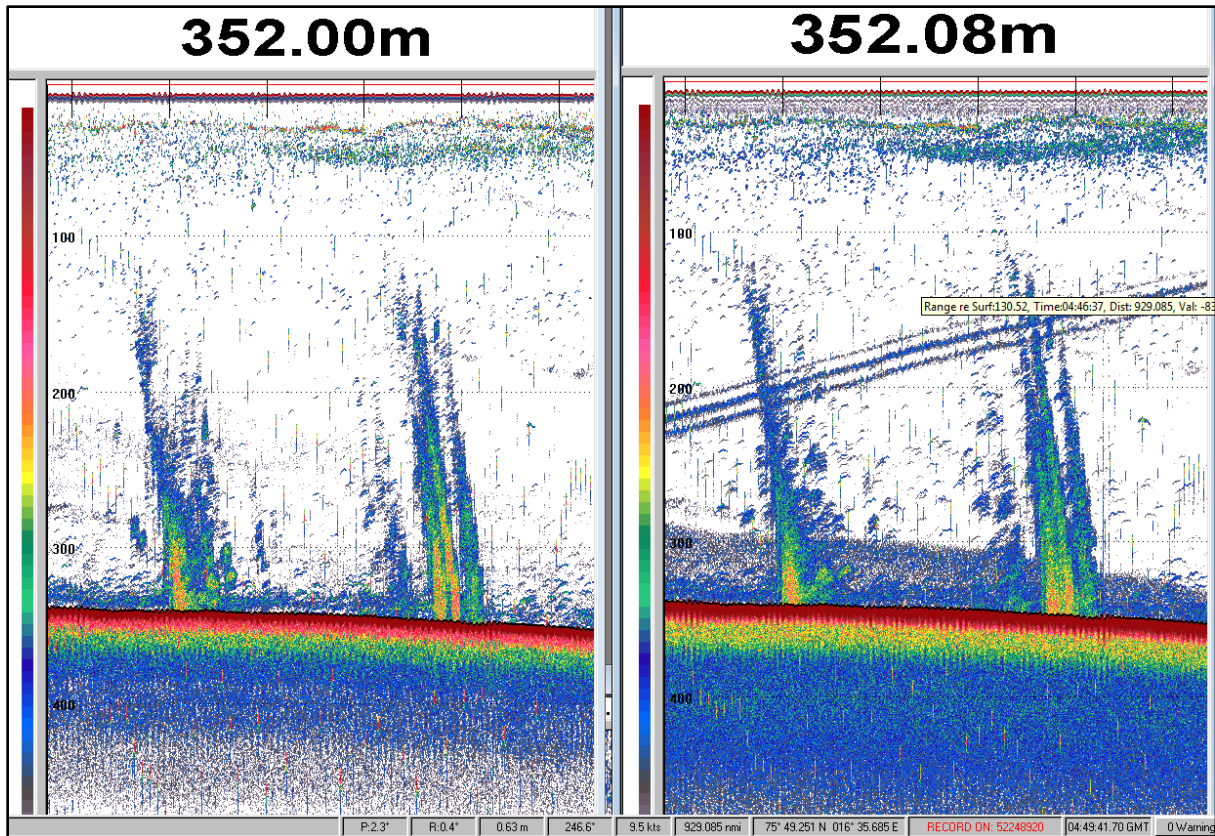 352.00m
352.08m
100
200
300
400
100
Range re Surf:130.52, Time:04:46:37, Dist: 929.085, Val: -83
200
300
400
P:2.3° R:0.4° 0.63 m 246.6° 9.5 kts 929.085 nmi 75° 49.251 N 016° 35.685 E RECORD ON: 52248920 04:49:41.70 GMT 0 Warning